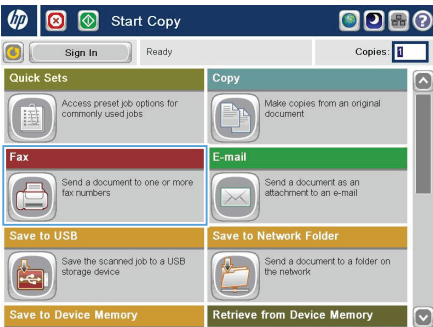 hp
Start Copy
?
Sign In
Ready
Copies: 1
Quick Sets
Access preset job options for
commonly used jobs
Copy
Make copies from an original
document
Fax
Send a document to one or more
fax numbers
E-mail
Send a document as an
attachment to an e-mail
Save to USB
Save the scanned job to a USB
storage device
Save to Network Folder
Send a document to a folder on
the network
Save to Device Memory
Retrieve from Device Memory